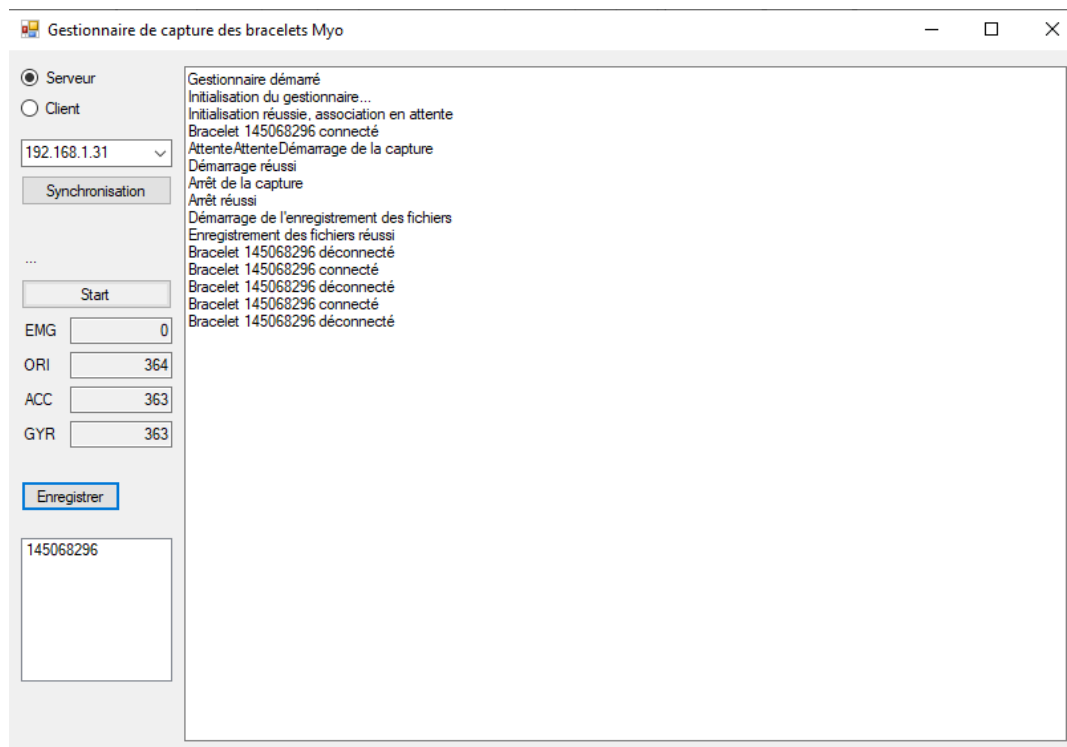 Gestionnaire de capture des bracelets Myo
Serveur
Client
192.168.1.31
Synchronisation
...
Start
EMG 0
ORI 364
ACC 363
GYR 363
Enregistrer
145068296
Gestionnaire démarré
Initialisation du gestionnaire...
Initialisation réussie, association en attente
Bracelet 145068296 connecté
AttenteAttenteDémarrage de la capture
Démarrage réussi
Arrêt de la capture
Arrêt réussi
Démarrage de l'enregistrement des fichiers
Enregistrement des fichiers réussi
Bracelet 145068296 déconnecté
Bracelet 145068296 connecté
Bracelet 145068296 déconnecté
Bracelet 145068296 connecté
Bracelet 145068296 déconnecté